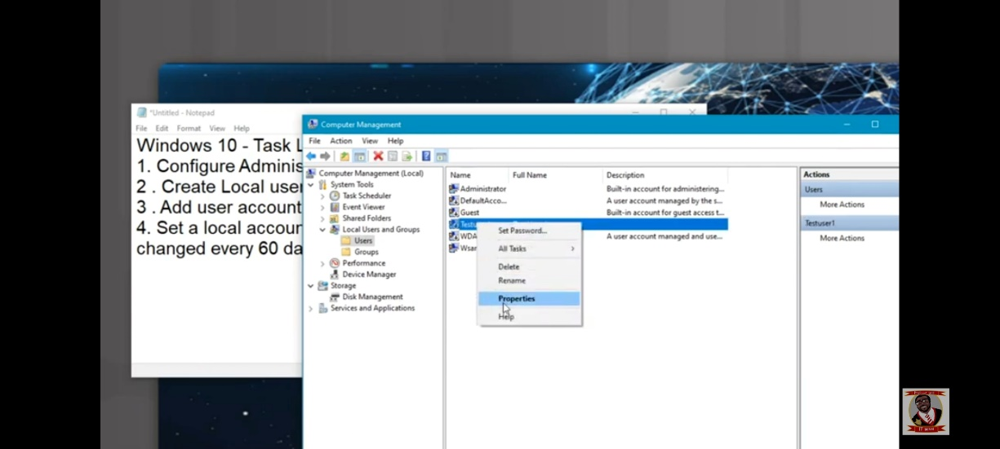 *Untitled - Notepad
File Edit Format View Help
Windows 10 - Task L
1. Configure Adminis
2 . Create Local user
3 . Add user account
4. Set a local accour
changed every 60 da
Computer Management
File Action View Help
Computer Management (Local)
System Tools
Task Scheduler
Event Viewer
Shared Folders
Local Users and Groups
Users
Groups
Performance
Device Manager
Storage
Disk Management
Services and Applications
Name Full Name Description
Administrator Built-in account for administering...
DefaultAcco... A user account managed by the s...
Guest Built-in account for guest access t...
Testu
WDA A user account managed and use...
Wsar
Set Password...
All Tasks
Delete
Rename
Properties
Help
Actions
Users
More Actions
Testuser1
More Actions